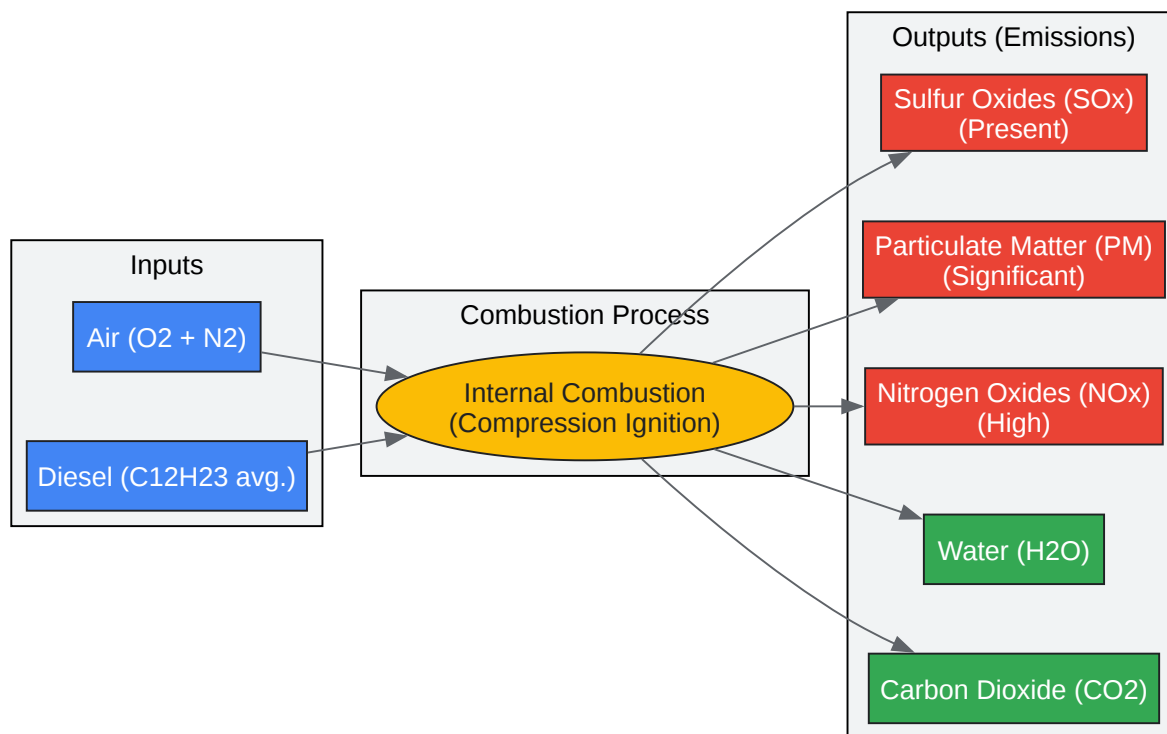 Inputs
Air (O2 + N2)
Diesel (C12H23 avg.)
Combustion Process
Internal Combustion
(Compression Ignition)
Outputs (Emissions)
Sulfur Oxides (SOx)
(Present)
Particulate Matter (PM)
(Significant)
Nitrogen Oxides (NOx)
(High)
Water (H2O)
Carbon Dioxide (CO2)